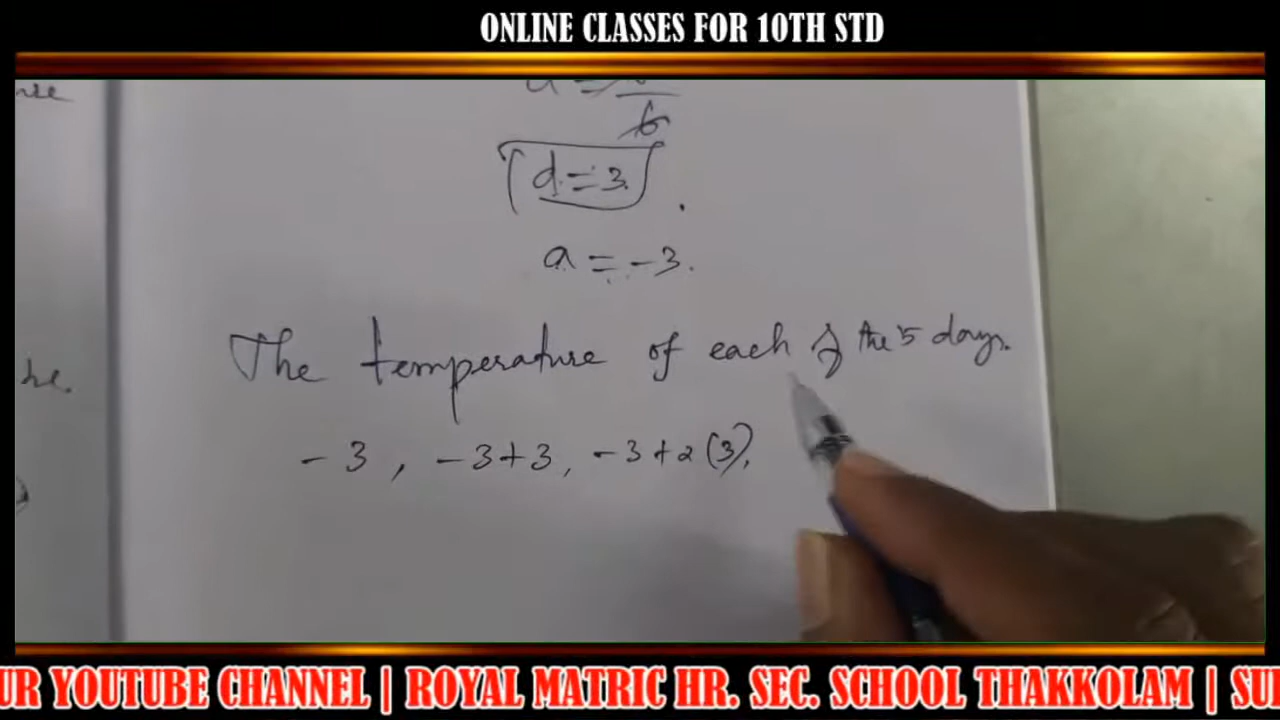 ONLINE CLASSES FOR 10TH STD
6
d = 3.
a = -3.
The temperature of each of the 5 days.
-3, -3+3, -3+2(3),
UR YOUTUBE CHANNEL | ROYAL MATRIC HR. SEC. SCHOOL THAKKOLAM | SU